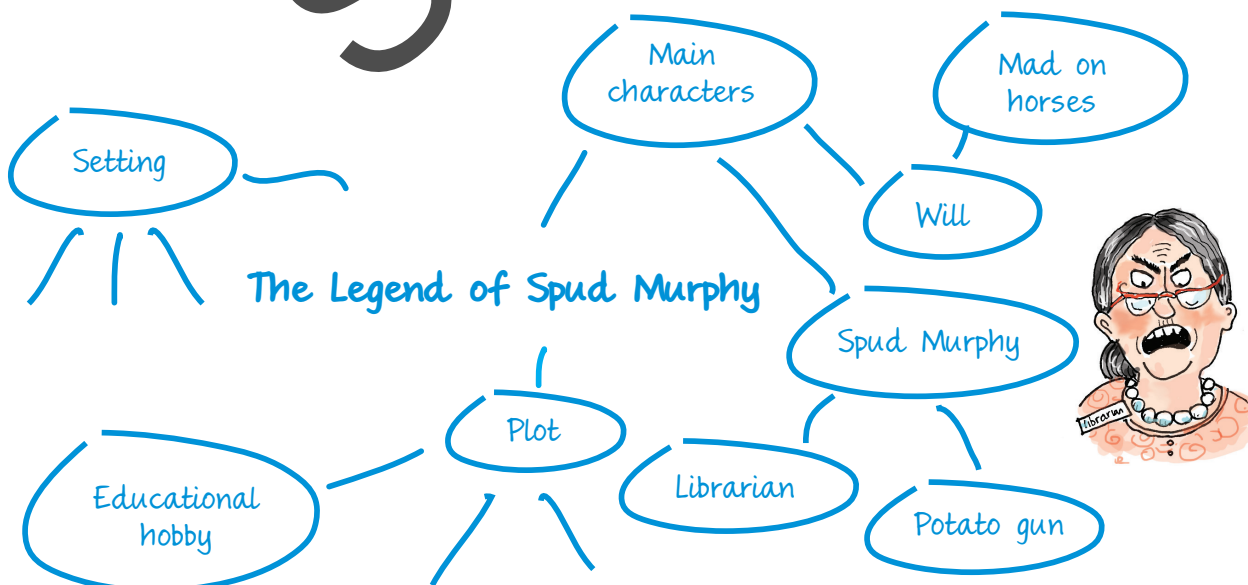 Main
characters
Mad on
horses
Setting
Will
The Legend of Spud Murphy
Spud Murphy
librarian
Plot
Librarian
Educational
hobby
Potato gun